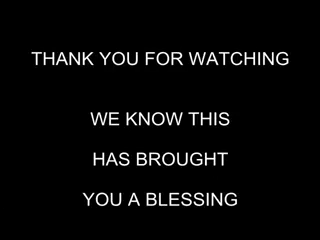 THANK YOU FOR WATCHING
WE KNOW THIS
HAS BROUGHT
YOU A BLESSING